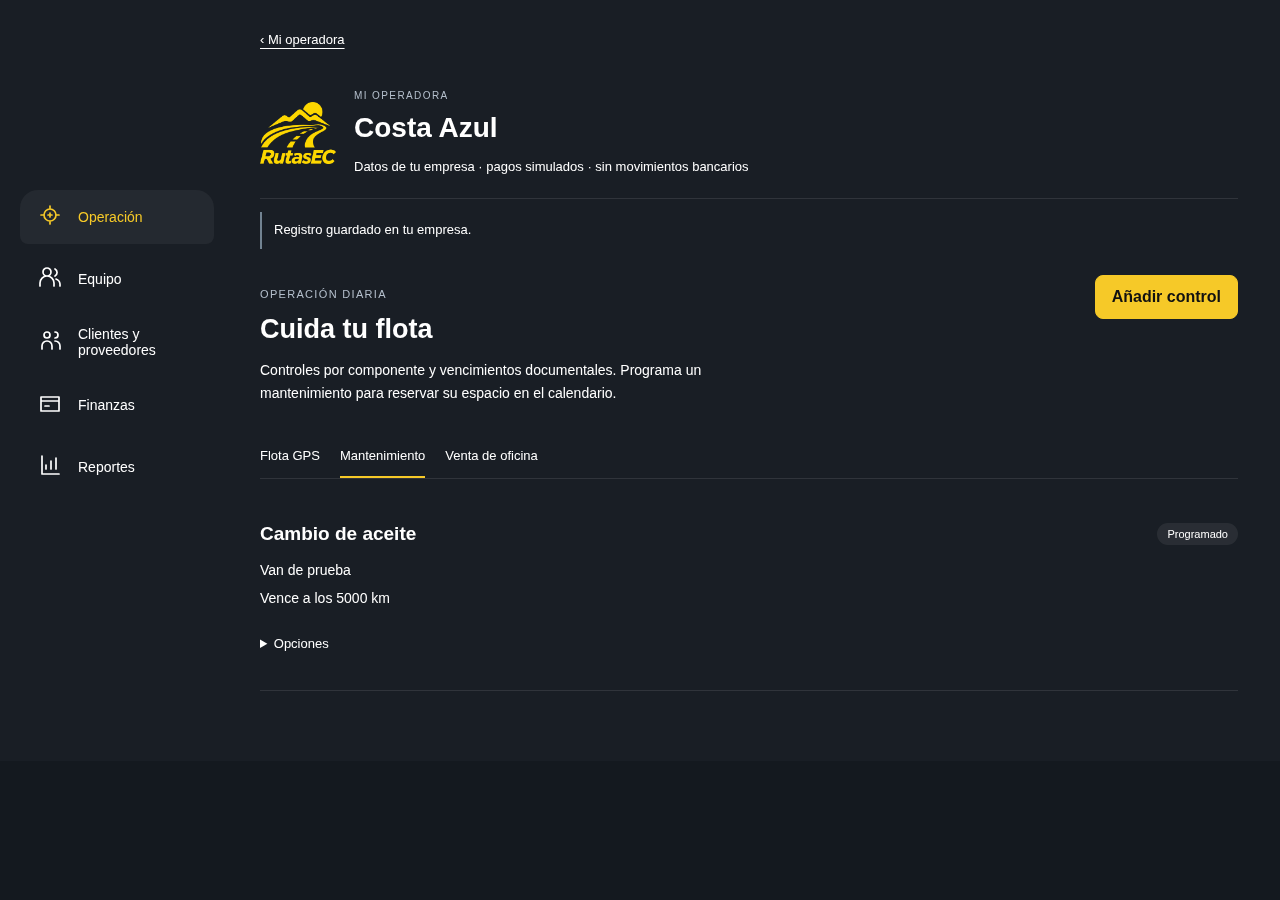 ‹ Mi operadora
MI OPERADORA
Costa Azul
RutasEC
Datos de tu empresa · pagos simulados · sin movimientos bancarios
Operación
Equipo
Clientes y
proveedores
Finanzas
Reportes
Registro guardado en tu empresa.
OPERACIÓN DIARIA
Añadir control
Cuida tu flota
Controles por componente y vencimientos documentales. Programa un
mantenimiento para reservar su espacio en el calendario.
Flota GPS Mantenimiento Venta de oficina
Cambio de aceite
Programado
Van de prueba
Vence a los 5000 km
Opciones